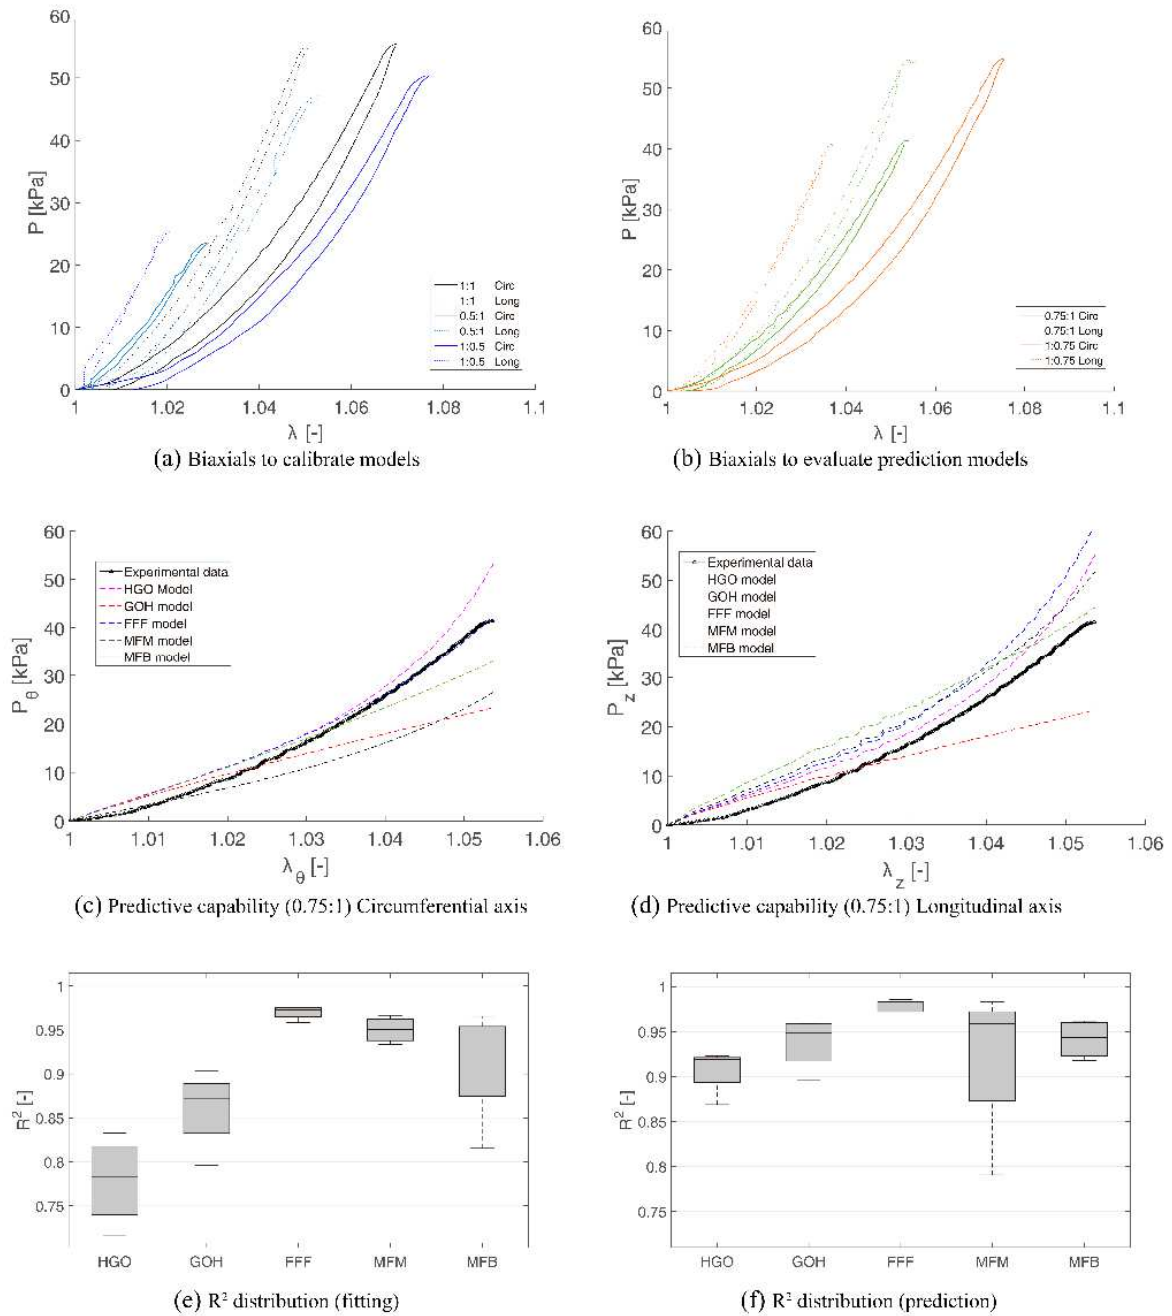 60
50
40
30
20
10
0
P [kPa]
1 1.02 1.04 1.06 1.08 1.1
λ [-]
1:1 Circ
1:1 Long
0.5:1 Circ
0.5:1 Long
1:0.5 Circ
1:0.5 Long
(a) Biaxials to calibrate models
60
50
40
30
20
10
0
P [kPa]
1 1.02 1.04 1.06 1.08 1.1
λ [-]
0.75:1 Circ
0.75:1 Long
1:0.75 Circ
1:0.75 Long
(b) Biaxials to evaluate prediction models
60
50
40
30
20
10
0
P_θ [kPa]
1 1.01 1.02 1.03 1.04 1.05 1.06
λ_θ [-]
Experimental data
HGO Model
GOH model
FFF model
MFM model
MFB model
(c) Predictive capability (0.75:1) Circumferential axis
60
50
40
30
20
10
0
P_z [kPa]
1 1.01 1.02 1.03 1.04 1.05 1.06
λ_z [-]
Experimental data
HGO model
GOH model
FFF model
MFM model
MFB model
(d) Predictive capability (0.75:1) Longitudinal axis
1
0.95
0.9
0.85
0.8
0.75
R² [-]
HGO GOH FFF MFM MFB
(e) R² distribution (fitting)
1
0.95
0.9
0.85
0.8
0.75
R² [-]
HGO GOH FFF MFM MFB
(f) R² distribution (prediction)